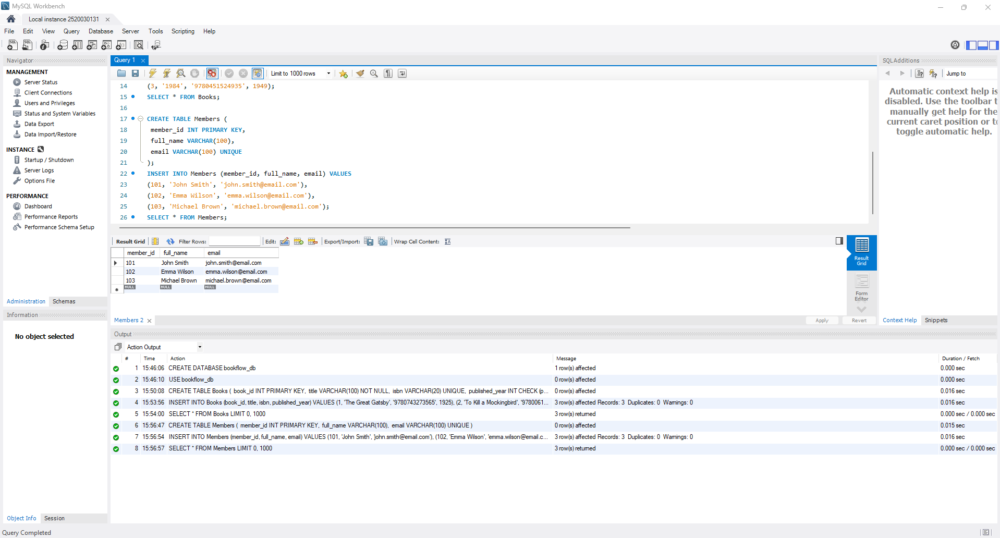 MySQL Workbench
Local instance 2520030131
File Edit View Query Database Server Tools Scripting Help
Navigator
MANAGEMENT
Server Status
Client Connections
Users and Privileges
Status and System Variables
Data Export
Data Import/Restore
INSTANCE
Startup / Shutdown
Server Logs
Options File
PERFORMANCE
Dashboard
Performance Reports
Performance Schema Setup
Administration Schemas
Information
No object selected
Object Info Session
Query 1
Limit to 1000 rows
14 (3, '1984', '9780451524935', 1949);
15 SELECT * FROM Books;
16
17 CREATE TABLE Members (
18 member_id INT PRIMARY KEY,
19 full_name VARCHAR(100),
20 email VARCHAR(100) UNIQUE
21 );
22 INSERT INTO Members (member_id, full_name, email) VALUES
23 (101, 'John Smith', 'john.smith@email.com'),
24 (102, 'Emma Wilson', 'emma.wilson@email.com'),
25 (103, 'Michael Brown', 'michael.brown@email.com');
26 SELECT * FROM Members;
Result Grid Filter Rows: Edit: Export/Import: Wrap Cell Content:
member_id full_name email
101 John Smith john.smith@email.com
102 Emma Wilson emma.wilson@email.com
103 Michael Brown michael.brown@email.com
NULL NULL NULL
Result
Grid
Form
Editor
Members 2
Apply Revert
SQLAdditions
Jump to
Automatic context help is
disabled. Use the toolbar t
manually get help for the
current caret position or to
toggle automatic help.
Context Help Snippets
Output
Action Output
# Time Action Message Duration / Fetch
1 15:46:06 CREATE DATABASE bookflow_db 1 row(s) affected 0.000 sec
2 15:46:10 USE bookflow_db 0 row(s) affected 0.000 sec
3 15:50:08 CREATE TABLE Books ( book_id INT PRIMARY KEY, title VARCHAR(100) NOT NULL, isbn VARCHAR(20) UNIQUE, published_year INT CHECK (p... 0 row(s) affected 0.016 sec
4 15:53:56 INSERT INTO Books (book_id, title, isbn, published_year) VALUES (1, 'The Great Gatsby', '9780743273565', 1925), (2, 'To Kill a Mockingbird', '9780061... 3 row(s) affected Records: 3 Duplicates: 0 Warnings: 0 0.016 sec
5 15:54:00 SELECT * FROM Books LIMIT 0, 1000 3 row(s) returned 0.000 sec / 0.000 sec
6 15:56:47 CREATE TABLE Members ( member_id INT PRIMARY KEY, full_name VARCHAR(100), email VARCHAR(100) UNIQUE ) 0 row(s) affected 0.015 sec
7 15:56:54 INSERT INTO Members (member_id, full_name, email) VALUES (101, 'John Smith', 'john.smith@email.com'), (102, 'Emma Wilson', 'emma.wilson@email.c... 3 row(s) affected Records: 3 Duplicates: 0 Warnings: 0 0.016 sec
8 15:56:57 SELECT * FROM Members LIMIT 0, 1000 3 row(s) returned 0.000 sec / 0.000 sec
Query Completed